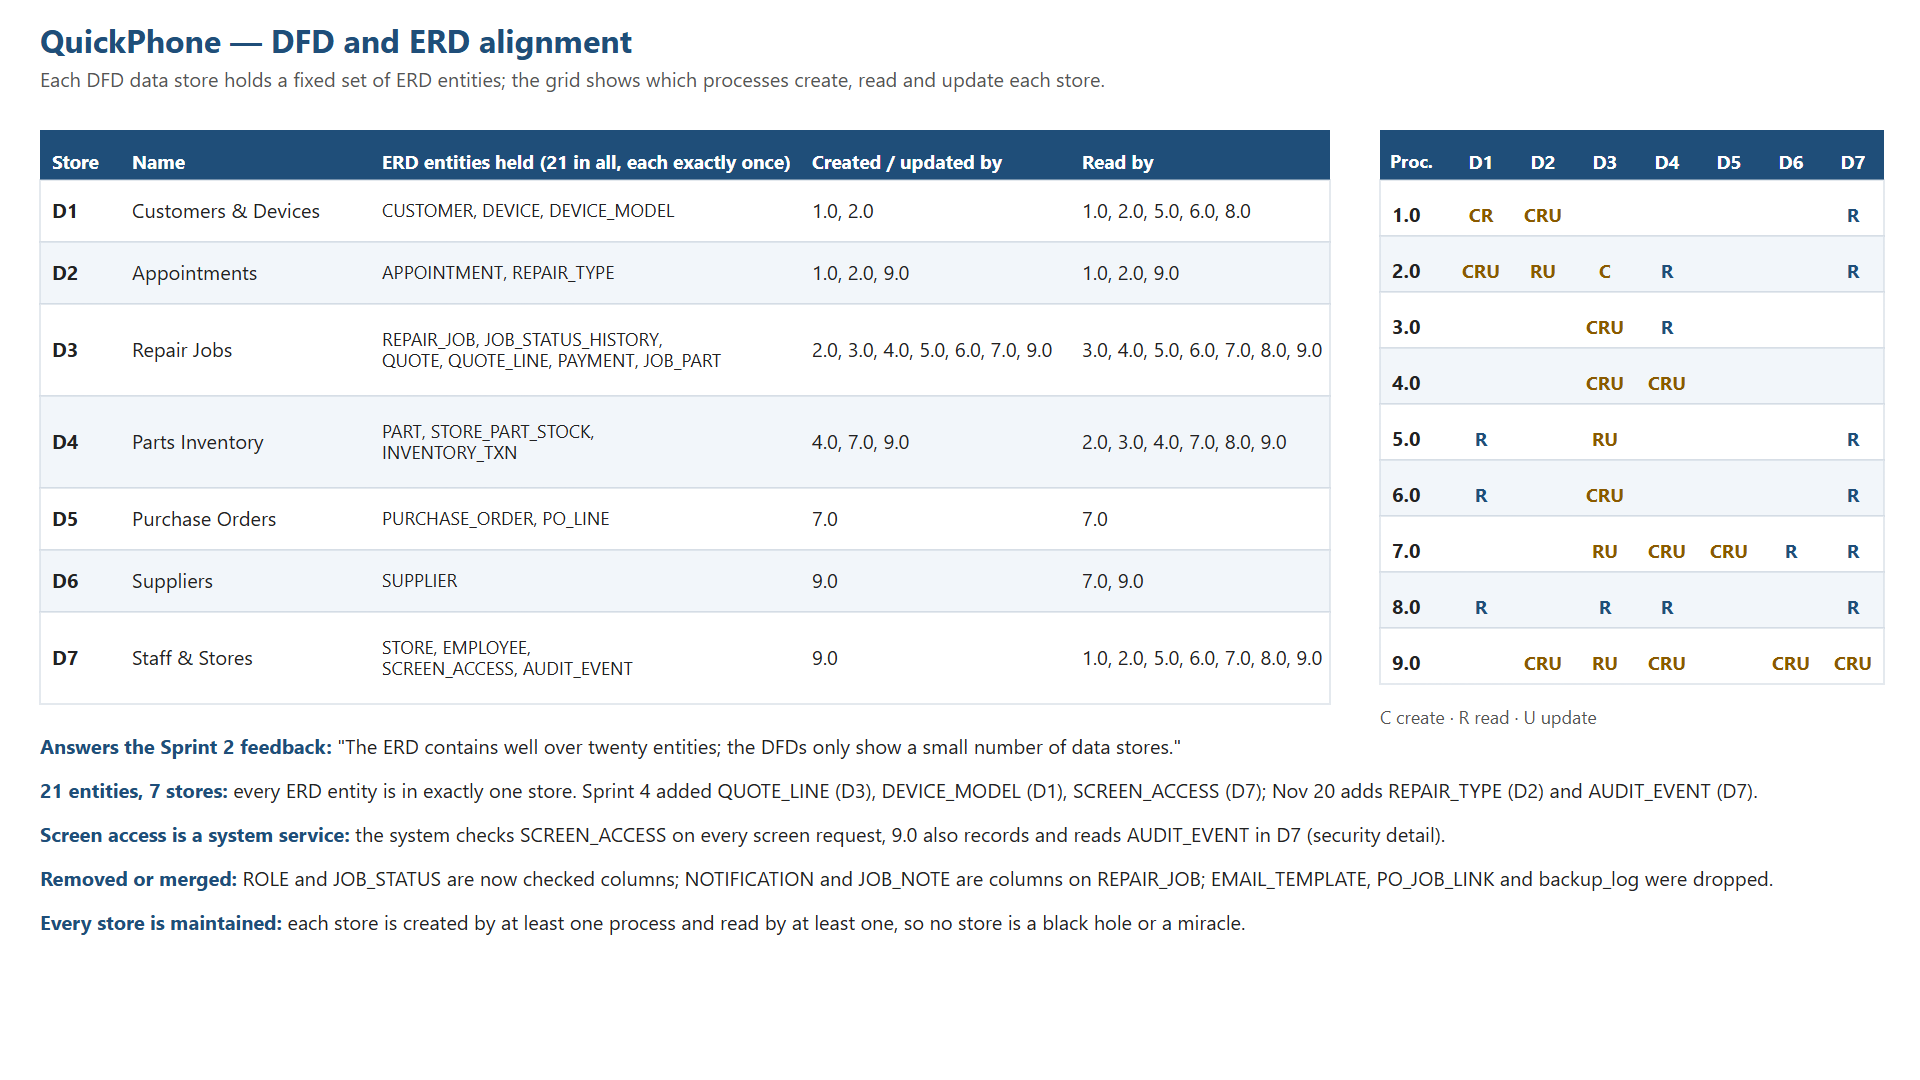 QuickPhone — DFD and ERD alignment
Each DFD data store holds a fixed set of ERD entities; the grid shows which processes create, read and update each store.
Store Name ERD entities held (21 in all, each exactly once) Created / updated by Read by
D1 Customers & Devices CUSTOMER, DEVICE, DEVICE_MODEL 1.0, 2.0 1.0, 2.0, 5.0, 6.0, 8.0
D2 Appointments APPOINTMENT, REPAIR_TYPE 1.0, 2.0, 9.0 1.0, 2.0, 9.0
D3 Repair Jobs REPAIR_JOB, JOB_STATUS_HISTORY,
QUOTE, QUOTE_LINE, PAYMENT, JOB_PART 2.0, 3.0, 4.0, 5.0, 6.0, 7.0, 9.0 3.0, 4.0, 5.0, 6.0, 7.0, 8.0, 9.0
D4 Parts Inventory PART, STORE_PART_STOCK,
INVENTORY_TXN 4.0, 7.0, 9.0 2.0, 3.0, 4.0, 7.0, 8.0, 9.0
D5 Purchase Orders PURCHASE_ORDER, PO_LINE 7.0 7.0
D6 Suppliers SUPPLIER 9.0 7.0, 9.0
D7 Staff & Stores STORE, EMPLOYEE,
SCREEN_ACCESS, AUDIT_EVENT 9.0 1.0, 2.0, 5.0, 6.0, 7.0, 8.0, 9.0
Proc. D1 D2 D3 D4 D5 D6 D7
1.0 CR CRU R
2.0 CRU RU C R R
3.0 CRU R
4.0 CRU CRU
5.0 R RU R
6.0 R CRU R
7.0 RU CRU CRU R R
8.0 R R R R
9.0 CRU RU CRU CRU CRU
C create · R read · U update
Answers the Sprint 2 feedback: "The ERD contains well over twenty entities; the DFDs only show a small number of data stores."
21 entities, 7 stores: every ERD entity is in exactly one store. Sprint 4 added QUOTE_LINE (D3), DEVICE_MODEL (D1), SCREEN_ACCESS (D7); Nov 20 adds REPAIR_TYPE (D2) and AUDIT_EVENT (D7).
Screen access is a system service: the system checks SCREEN_ACCESS on every screen request, 9.0 also records and reads AUDIT_EVENT in D7 (security detail).
Removed or merged: ROLE and JOB_STATUS are now checked columns; NOTIFICATION and JOB_NOTE are columns on REPAIR_JOB; EMAIL_TEMPLATE, PO_JOB_LINK and backup_log were dropped.
Every store is maintained: each store is created by at least one process and read by at least one, so no store is a black hole or a miracle.